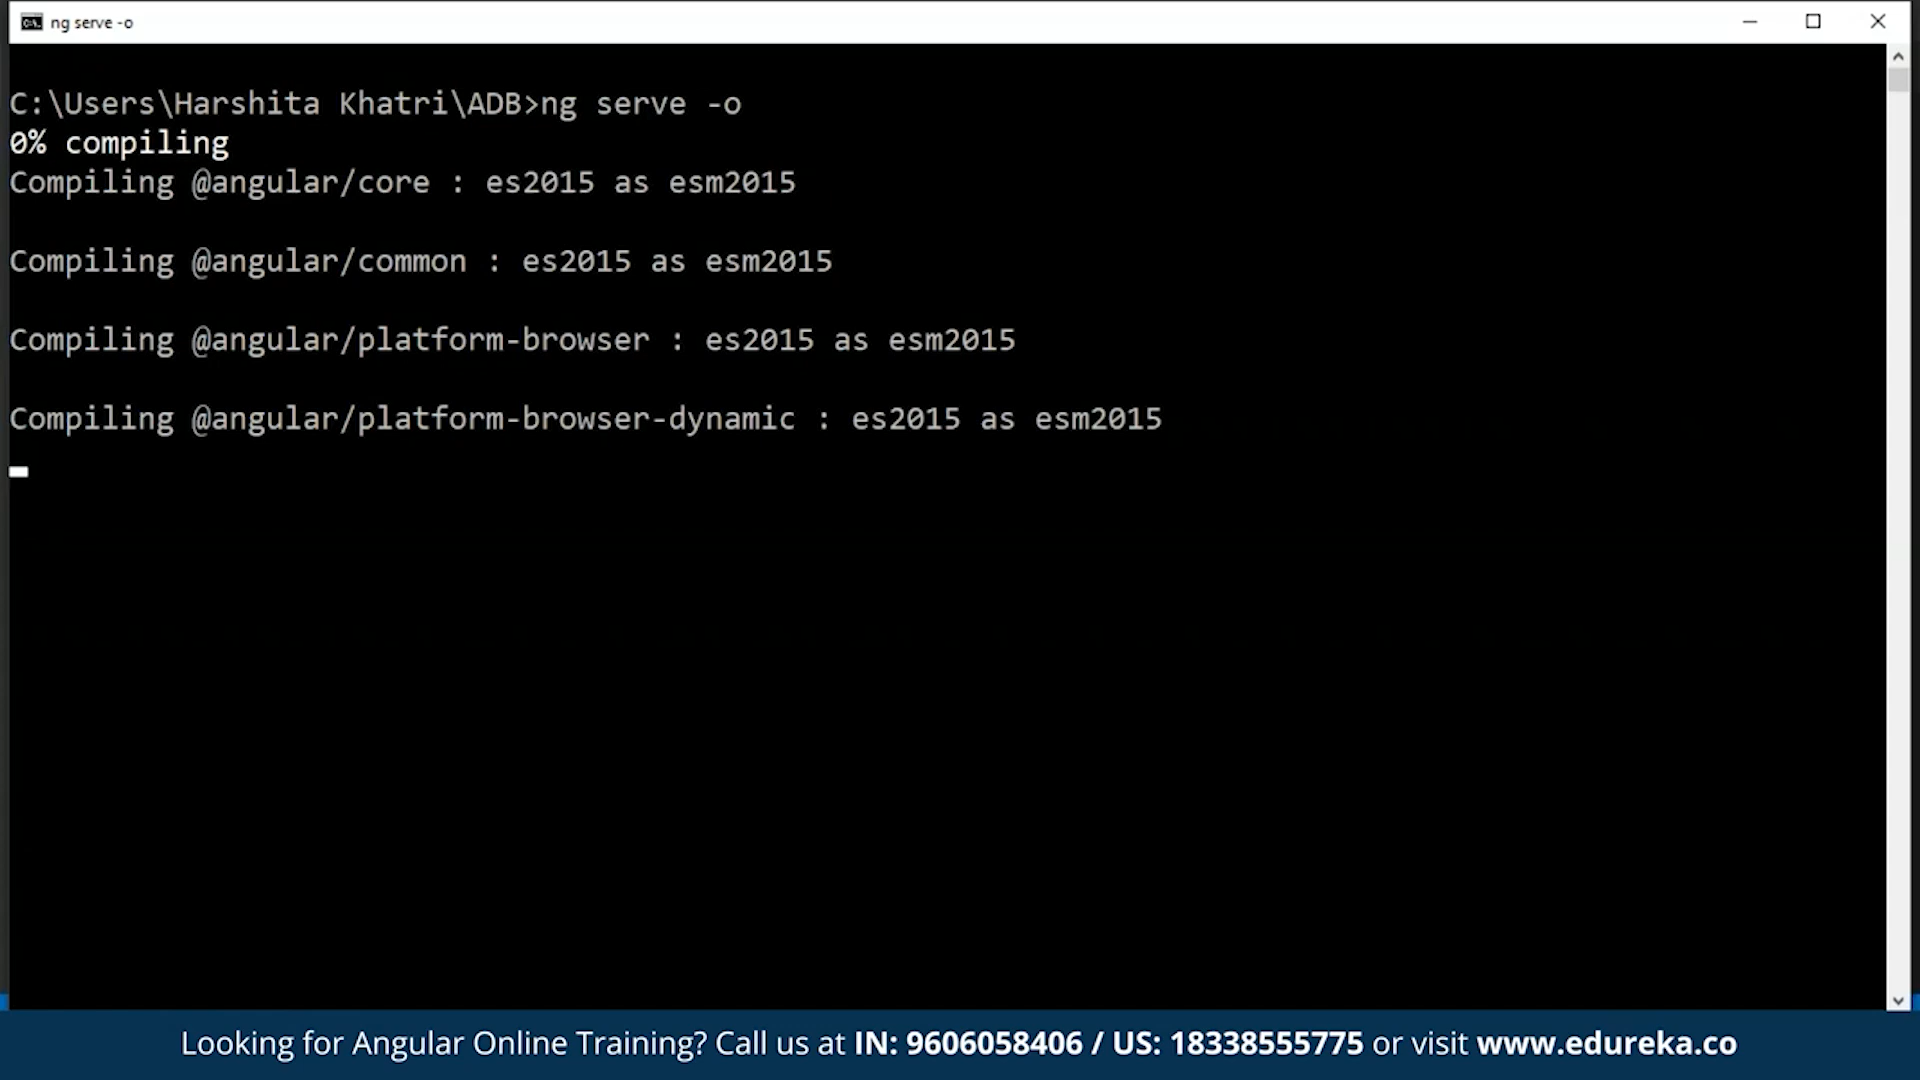 ng serve -o
C:\Users\Harshita Khatri\ADB>ng serve -o
0% compiling
Compiling @angular/core : es2015 as esm2015
Compiling @angular/common : es2015 as esm2015
Compiling @angular/platform-browser : es2015 as esm2015
Compiling @angular/platform-browser-dynamic : es2015 as esm2015
Looking for Angular Online Training? Call us at IN: 9606058406 / US: 18338555775 or visit www.edureka.co